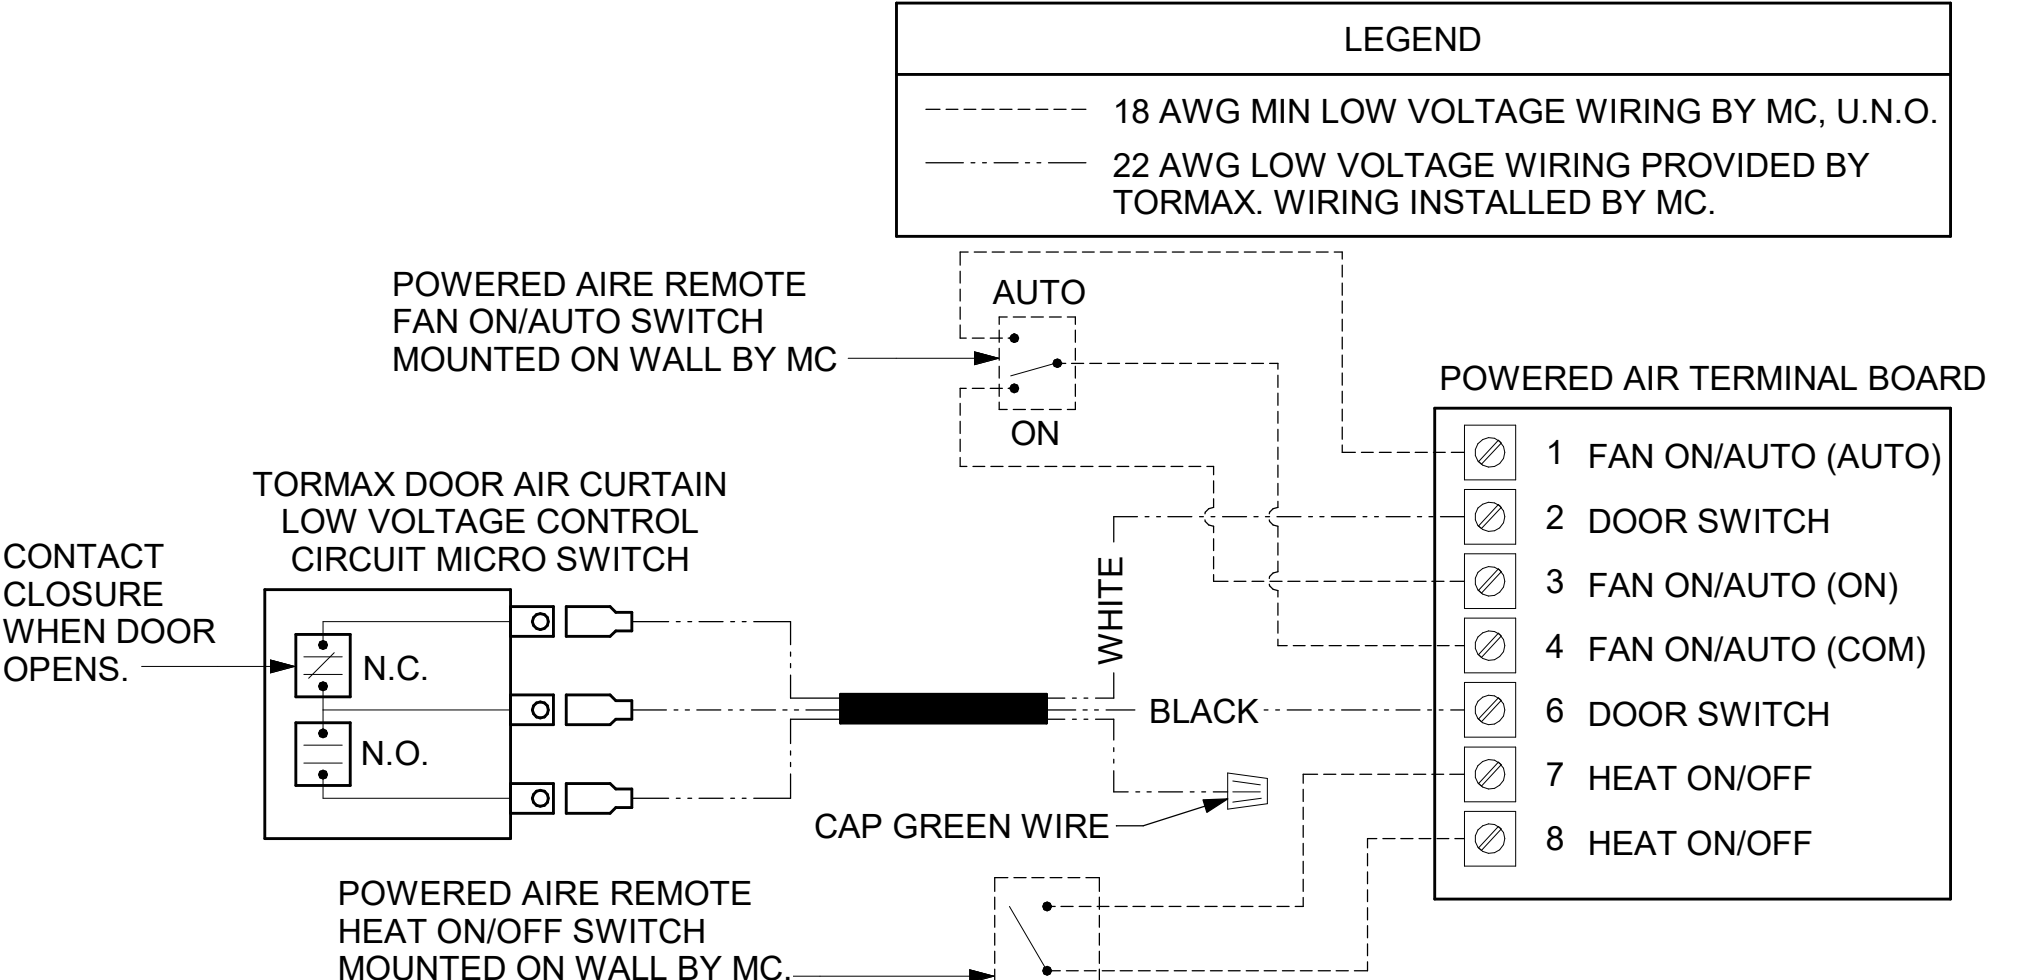 LEGEND
18 AWG MIN LOW VOLTAGE WIRING BY MC, U.N.O.
22 AWG LOW VOLTAGE WIRING PROVIDED BY
TORMAX. WIRING INSTALLED BY MC.
POWERED AIRE REMOTE
FAN ON/AUTO SWITCH
MOUNTED ON WALL BY MC
AUTO
ON
POWERED AIR TERMINAL BOARD
1 FAN ON/AUTO (AUTO)
2 DOOR SWITCH
3 FAN ON/AUTO (ON)
4 FAN ON/AUTO (COM)
6 DOOR SWITCH
7 HEAT ON/OFF
8 HEAT ON/OFF
TORMAX DOOR AIR CURTAIN
LOW VOLTAGE CONTROL
CIRCUIT MICRO SWITCH
CONTACT
CLOSURE
WHEN DOOR
OPENS.
N.C.
N.O.
WHITE
BLACK
CAP GREEN WIRE
POWERED AIRE REMOTE
HEAT ON/OFF SWITCH
MOUNTED ON WALL BY MC.